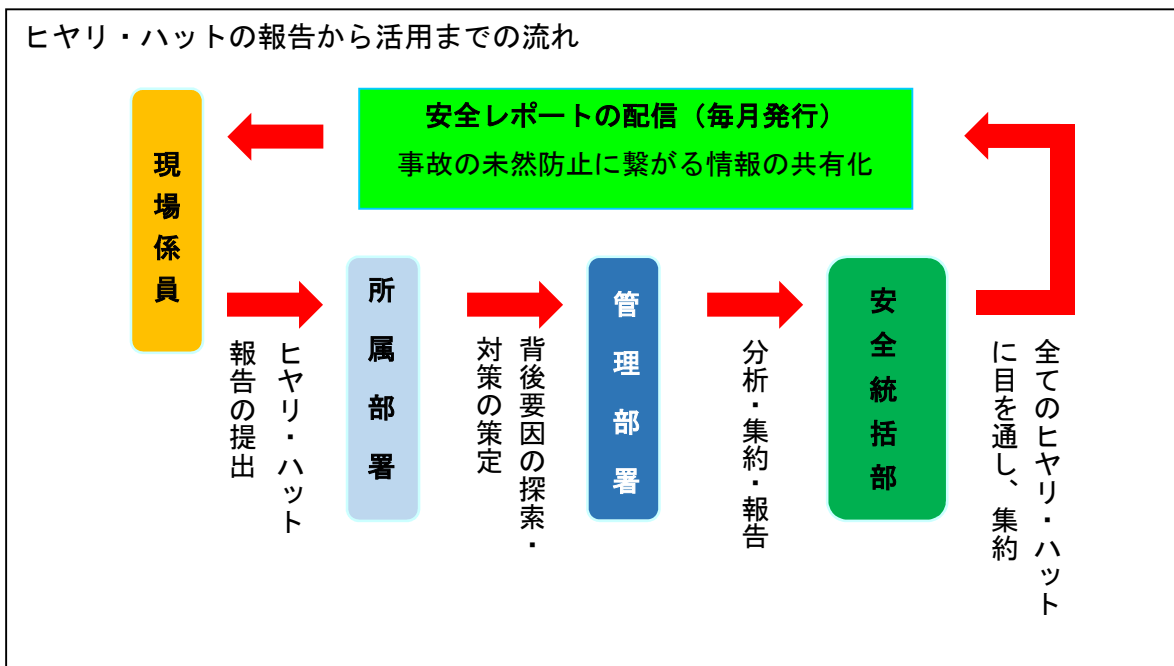 ヒヤリ・ハットの報告から活用までの流れ
安全レポートの配信（毎月発行）
事故の未然防止に繋がる情報の共有化
現場係員
ヒヤリ・ハット
報告の提出
所属部署
背後要因の探索・
対策の策定
管理部署
分析・集約・報告
安全統括部
全てのヒヤリ・ハット
に目を通し、集約